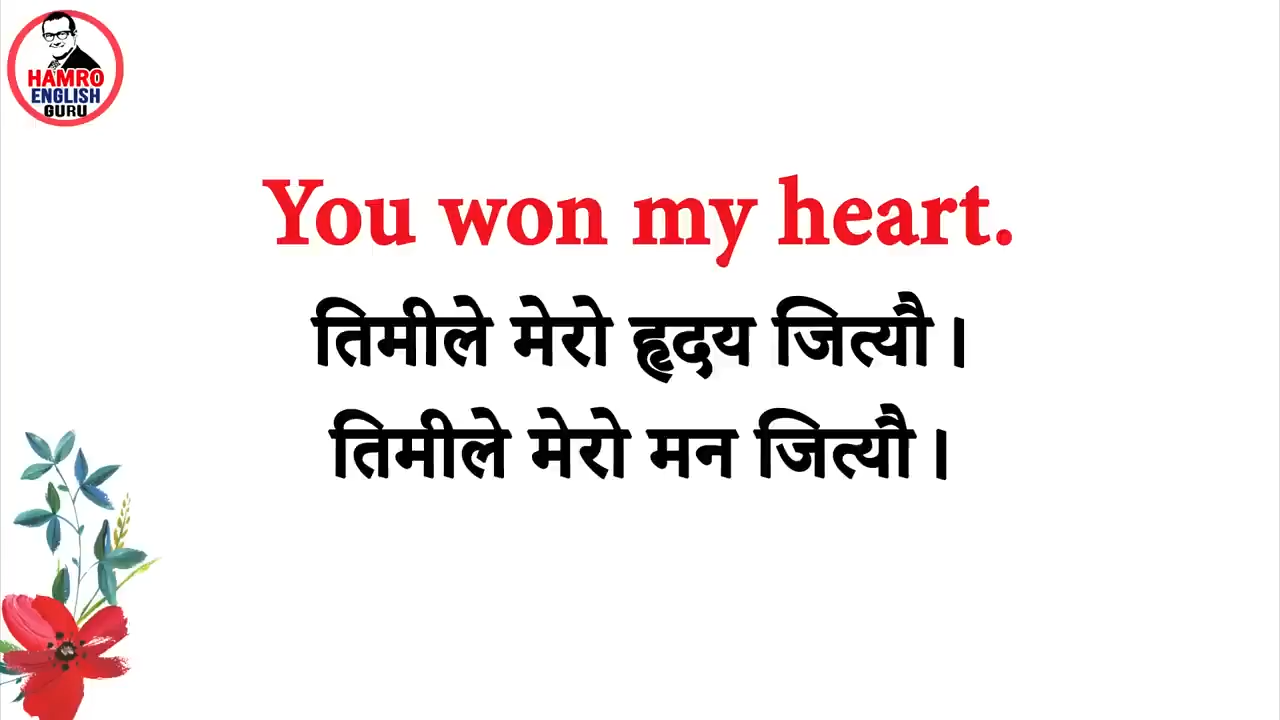 HAMRO
ENGLISH
GURU
You won my heart.
तिमीले मेरो हृदय जित्यौ।
तिमीले मेरो मन जित्यौ।